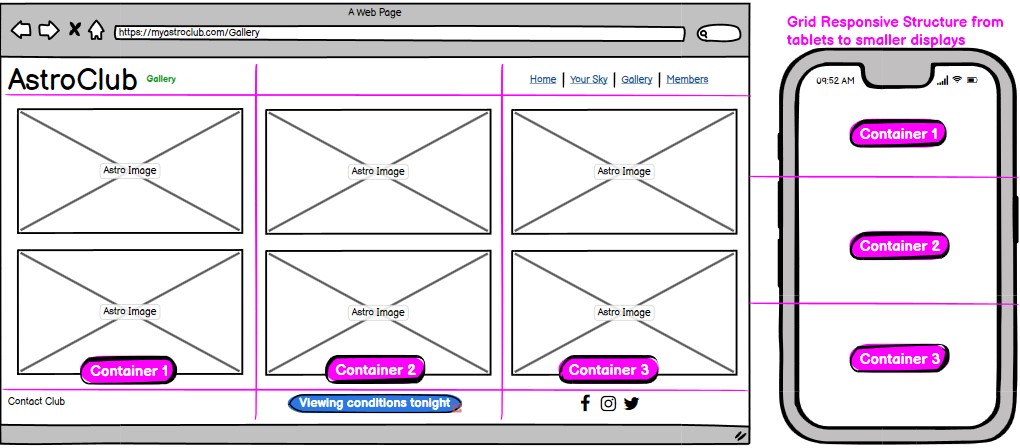 A Web Page
https://myastroclub.com/Gallery
Grid Responsive Structure from
tablets to smaller displays
AstroClub Gallery Home Your Sky Gallery Members
09:52 AM
Astro Image Astro Image Astro Image
Astro Image Astro Image Astro Image
Container 1 Container 2 Container 3
Contact Club Viewing conditions tonight
Container 1
Container 2
Container 3